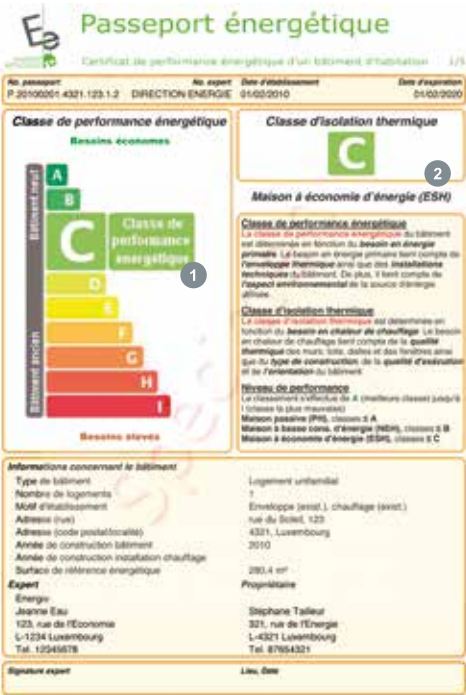 Passeport énergétique
Certificat de performance énergétique d'un bâtiment d'habitation 1/5
No. passeport No. expert Date d'établissement Date d'expiration
P.20100201.4321.123.1.2 DIRECTION ENERGIE 01/02/2010 01/02/2020
Classe de performance énergétique
Besoins économes
Bâtiment neuf
A
B
C
Classe de
performance
énergétique
1
D
E
F
G
H
I
Bâtiment ancien
Besoins élevés
Classe d'isolation thermique
C
2
Maison à économie d'énergie (ESH)
Classe de performance énergétique
La classe de performance énergétique du bâtiment
est déterminée en fonction du besoin en énergie
primaire. Le besoin en énergie primaire tient compte de
l'enveloppe thermique ainsi que des installations
techniques du bâtiment. De plus, il tient compte de
l'aspect environnemental de la source d'énergie
utilisée.
Classe d'isolation thermique
La classe d'isolation thermique est déterminée en
fonction du besoin en chaleur de chauffage. Le besoin
en chaleur de chauffage tient compte de la qualité
thermique des murs, toits, dalles et des fenêtres ainsi
que du type de construction, de la qualité d'exécution
et de l'orientation du bâtiment
Niveau de performance
Le classement s'effectue de A (meilleure classe) jusqu'à
I (classe la plus mauvaise)
Maison passive (PH), classes ≤ A
Maison à basse cons. d'énergie (NEH), classes ≤ B
Maison à économie d'énergie (ESH), classes ≤ C
Informations concernant le bâtiment
Type de bâtiment Logement unifamilial
Nombre de logements 1
Motif d'établissement Enveloppe (exist.), chauffage (exist.)
Adresse (rue) rue du Soleil, 123
Adresse (code postal/localité) 4321, Luxembourg
Année de construction bâtiment 2010
Année de construction installation chauffage
Surface de référence énergétique 280,4 m²
Expert Propriétaire
Energiv
Jeanne Eau Stéphane Tailleur
123, rue de l'Economie 321, rue de l'Energie
L-1234 Luxembourg L-4321 Luxembourg
Tel. 12345678 Tel. 87654321
Signature expert Lieu, Date